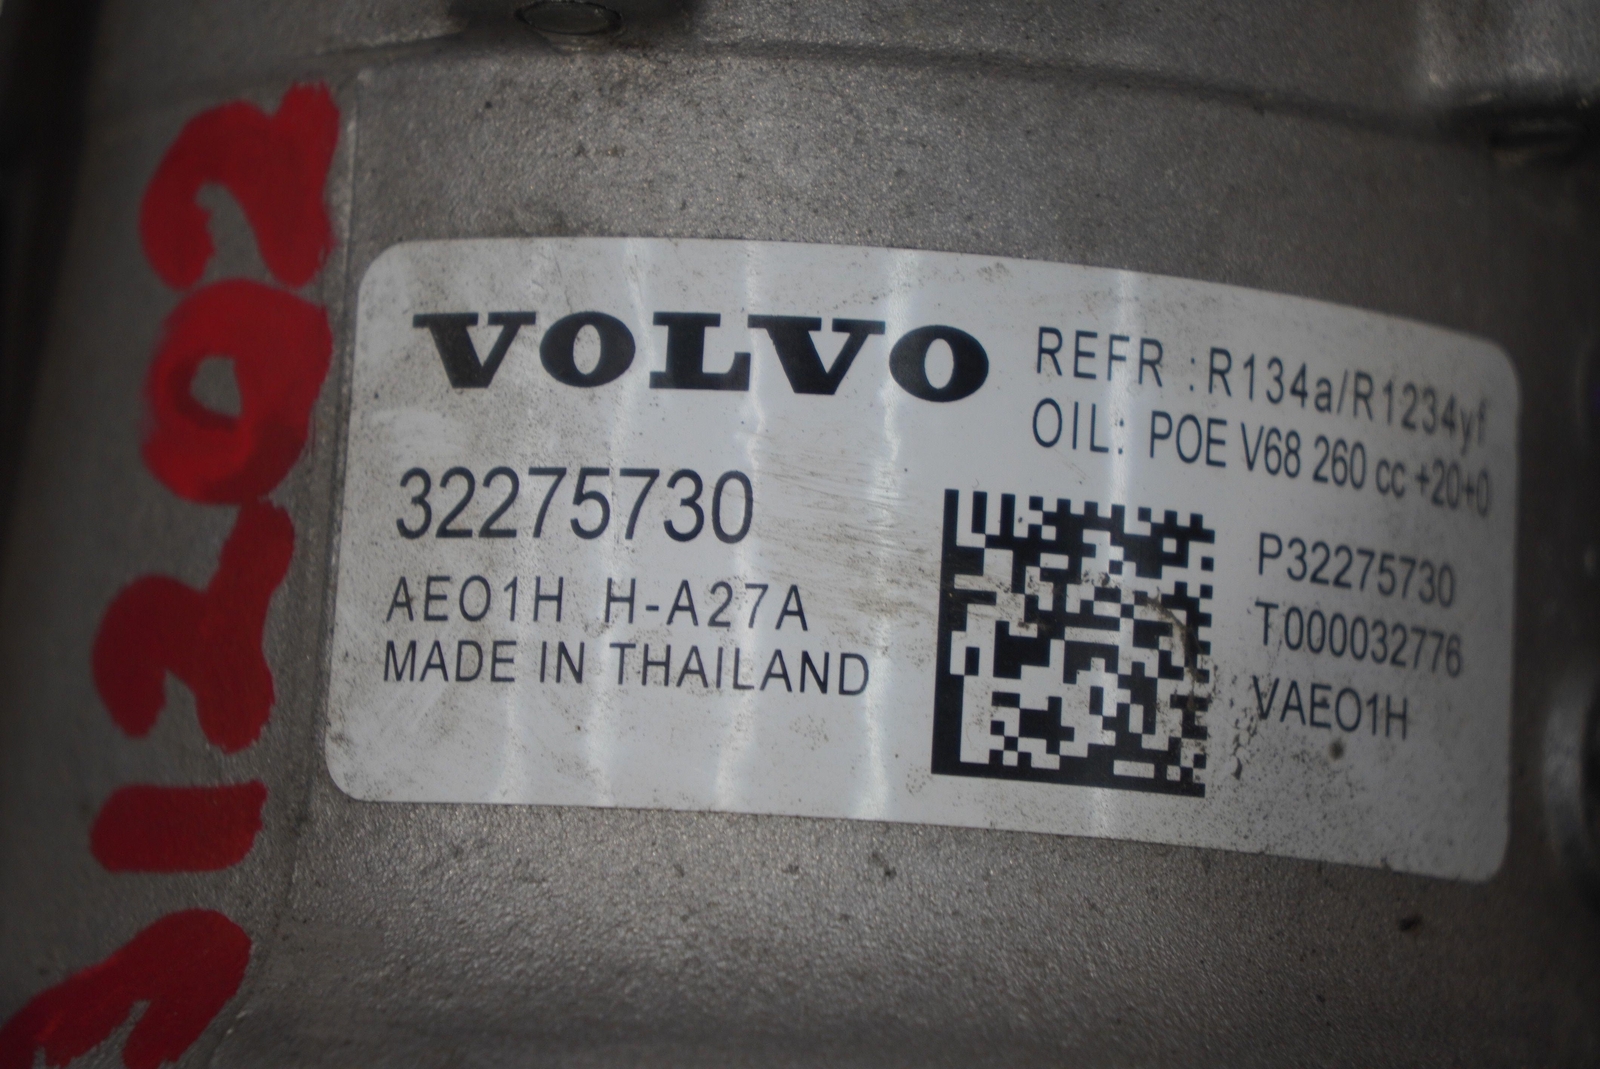 VOLVO
REFR : R134a/R1234yf
OIL: POE V68 260 cc +20+0
32275730
AEO1H H-A27A
MADE IN THAILAND
P32275730
T000032776
VAEO1H